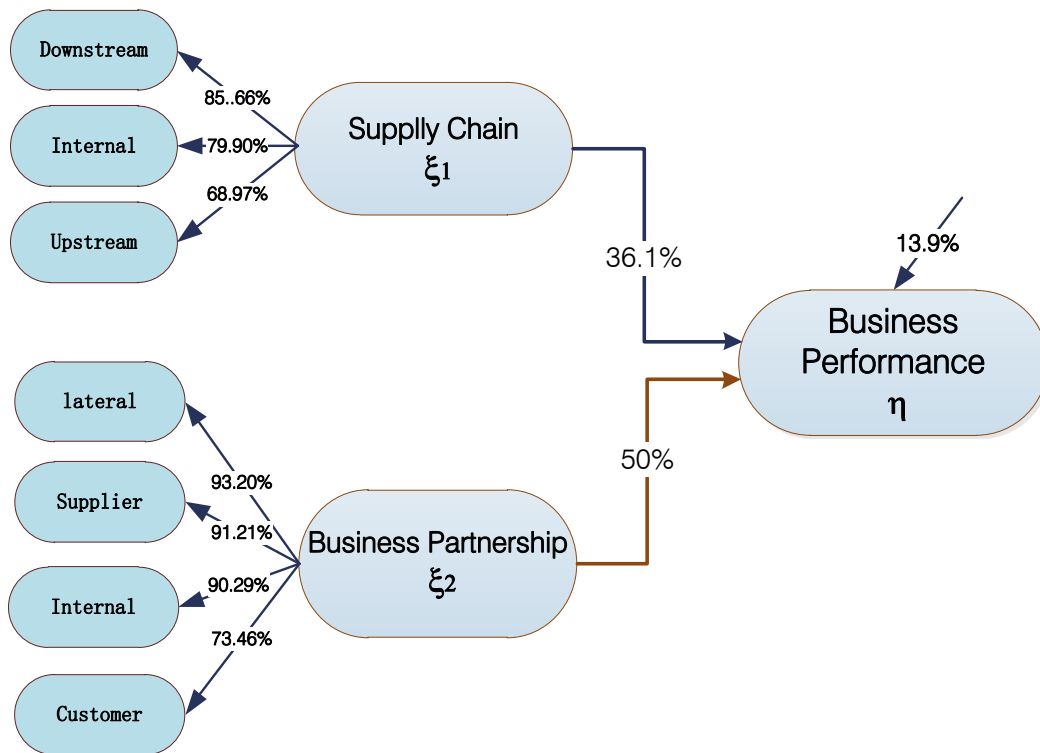 Downstream
85..66%
Internal
79.90%
68.97%
Upstream
Supplly Chain
ξ1
36.1%
13.9%
Business
Performance
η
lateral
93.20%
Supplier
91.21%
Internal
90.29%
73.46%
Customer
Business Partnership
ξ2
50%